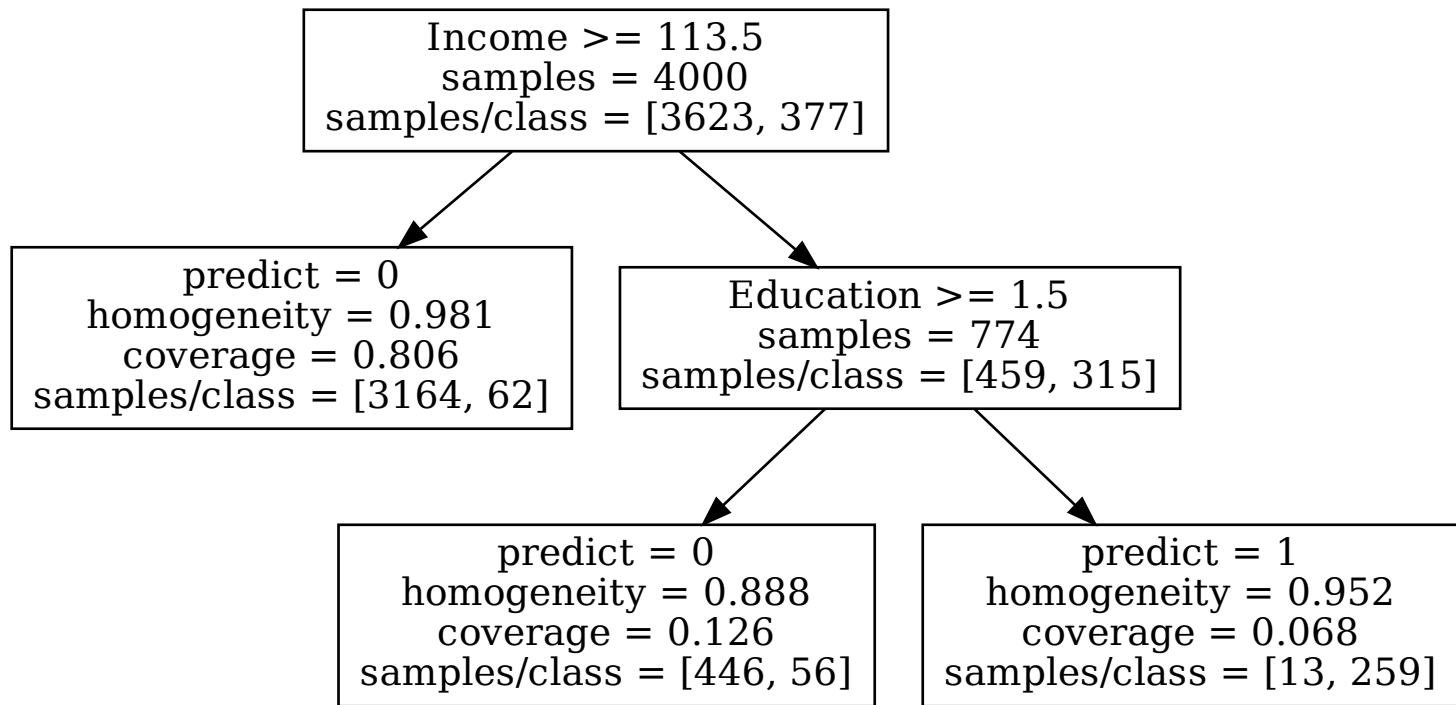 Income >= 113.5
samples = 4000
samples/class = [3623, 377]
predict = 0
homogeneity = 0.981
coverage = 0.806
samples/class = [3164, 62]
Education >= 1.5
samples = 774
samples/class = [459, 315]
predict = 0
homogeneity = 0.888
coverage = 0.126
samples/class = [446, 56]
predict = 1
homogeneity = 0.952
coverage = 0.068
samples/class = [13, 259]